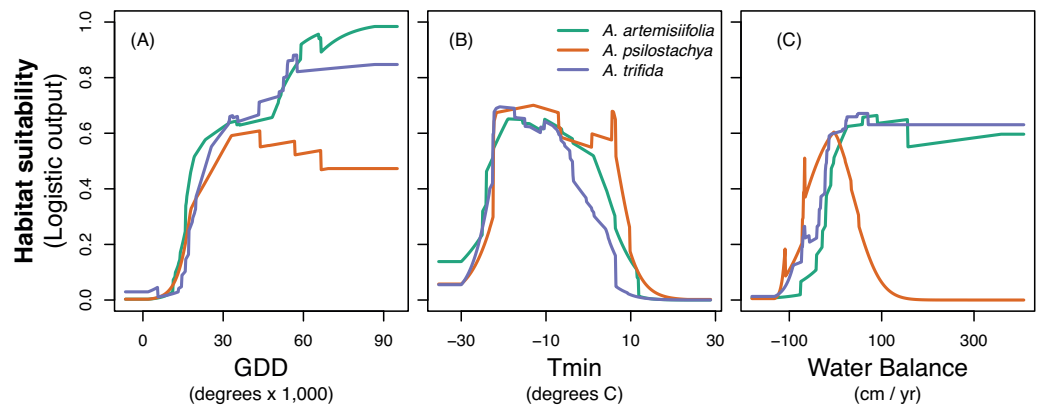 Habitat suitability
(Logistic output)
0.0 0.2 0.4 0.6 0.8 1.0
(A)
0 30 60 90
GDD
(degrees x 1,000)
(B)
A. artemisiifolia
A. psilostachya
A. trifida
−30 −10 10 30
Tmin
(degrees C)
(C)
−100 100 300
Water Balance
(cm / yr)